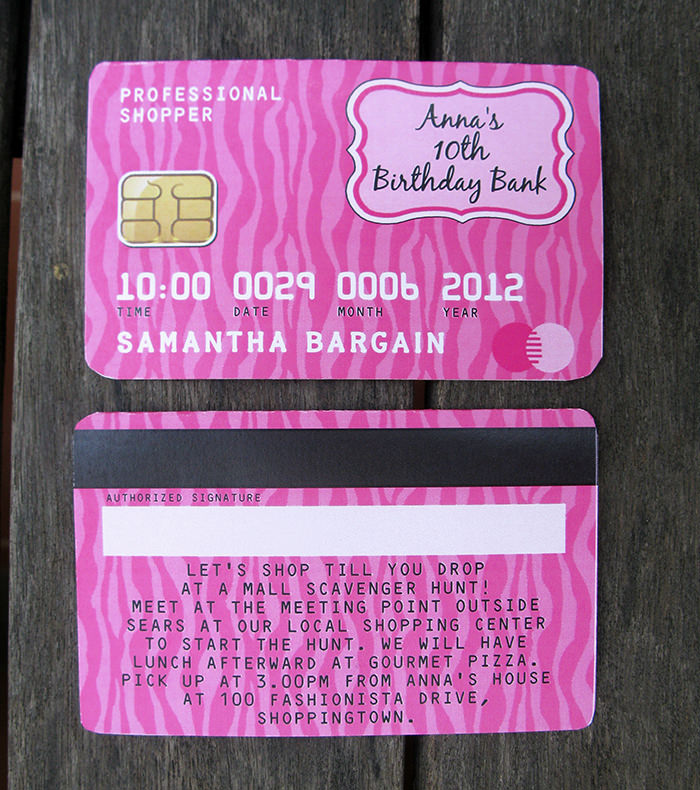 PROFESSIONAL
SHOPPER
Anna's
10th
Birthday Bank
10:00 0029 0006 2012
TIME DATE MONTH YEAR
SAMANTHA BARGAIN
AUTHORIZED SIGNATURE
LET'S SHOP TILL YOU DROP
AT A MALL SCAVENGER HUNT!
MEET AT THE MEETING POINT OUTSIDE
SEARS AT OUR LOCAL SHOPPING CENTER
TO START THE HUNT. WE WILL HAVE
LUNCH AFTERWARD AT GOURMET PIZZA.
PICK UP AT 3.00PM FROM ANNA'S HOUSE
AT 100 FASHIONISTA DRIVE,
SHOPPINGTOWN.